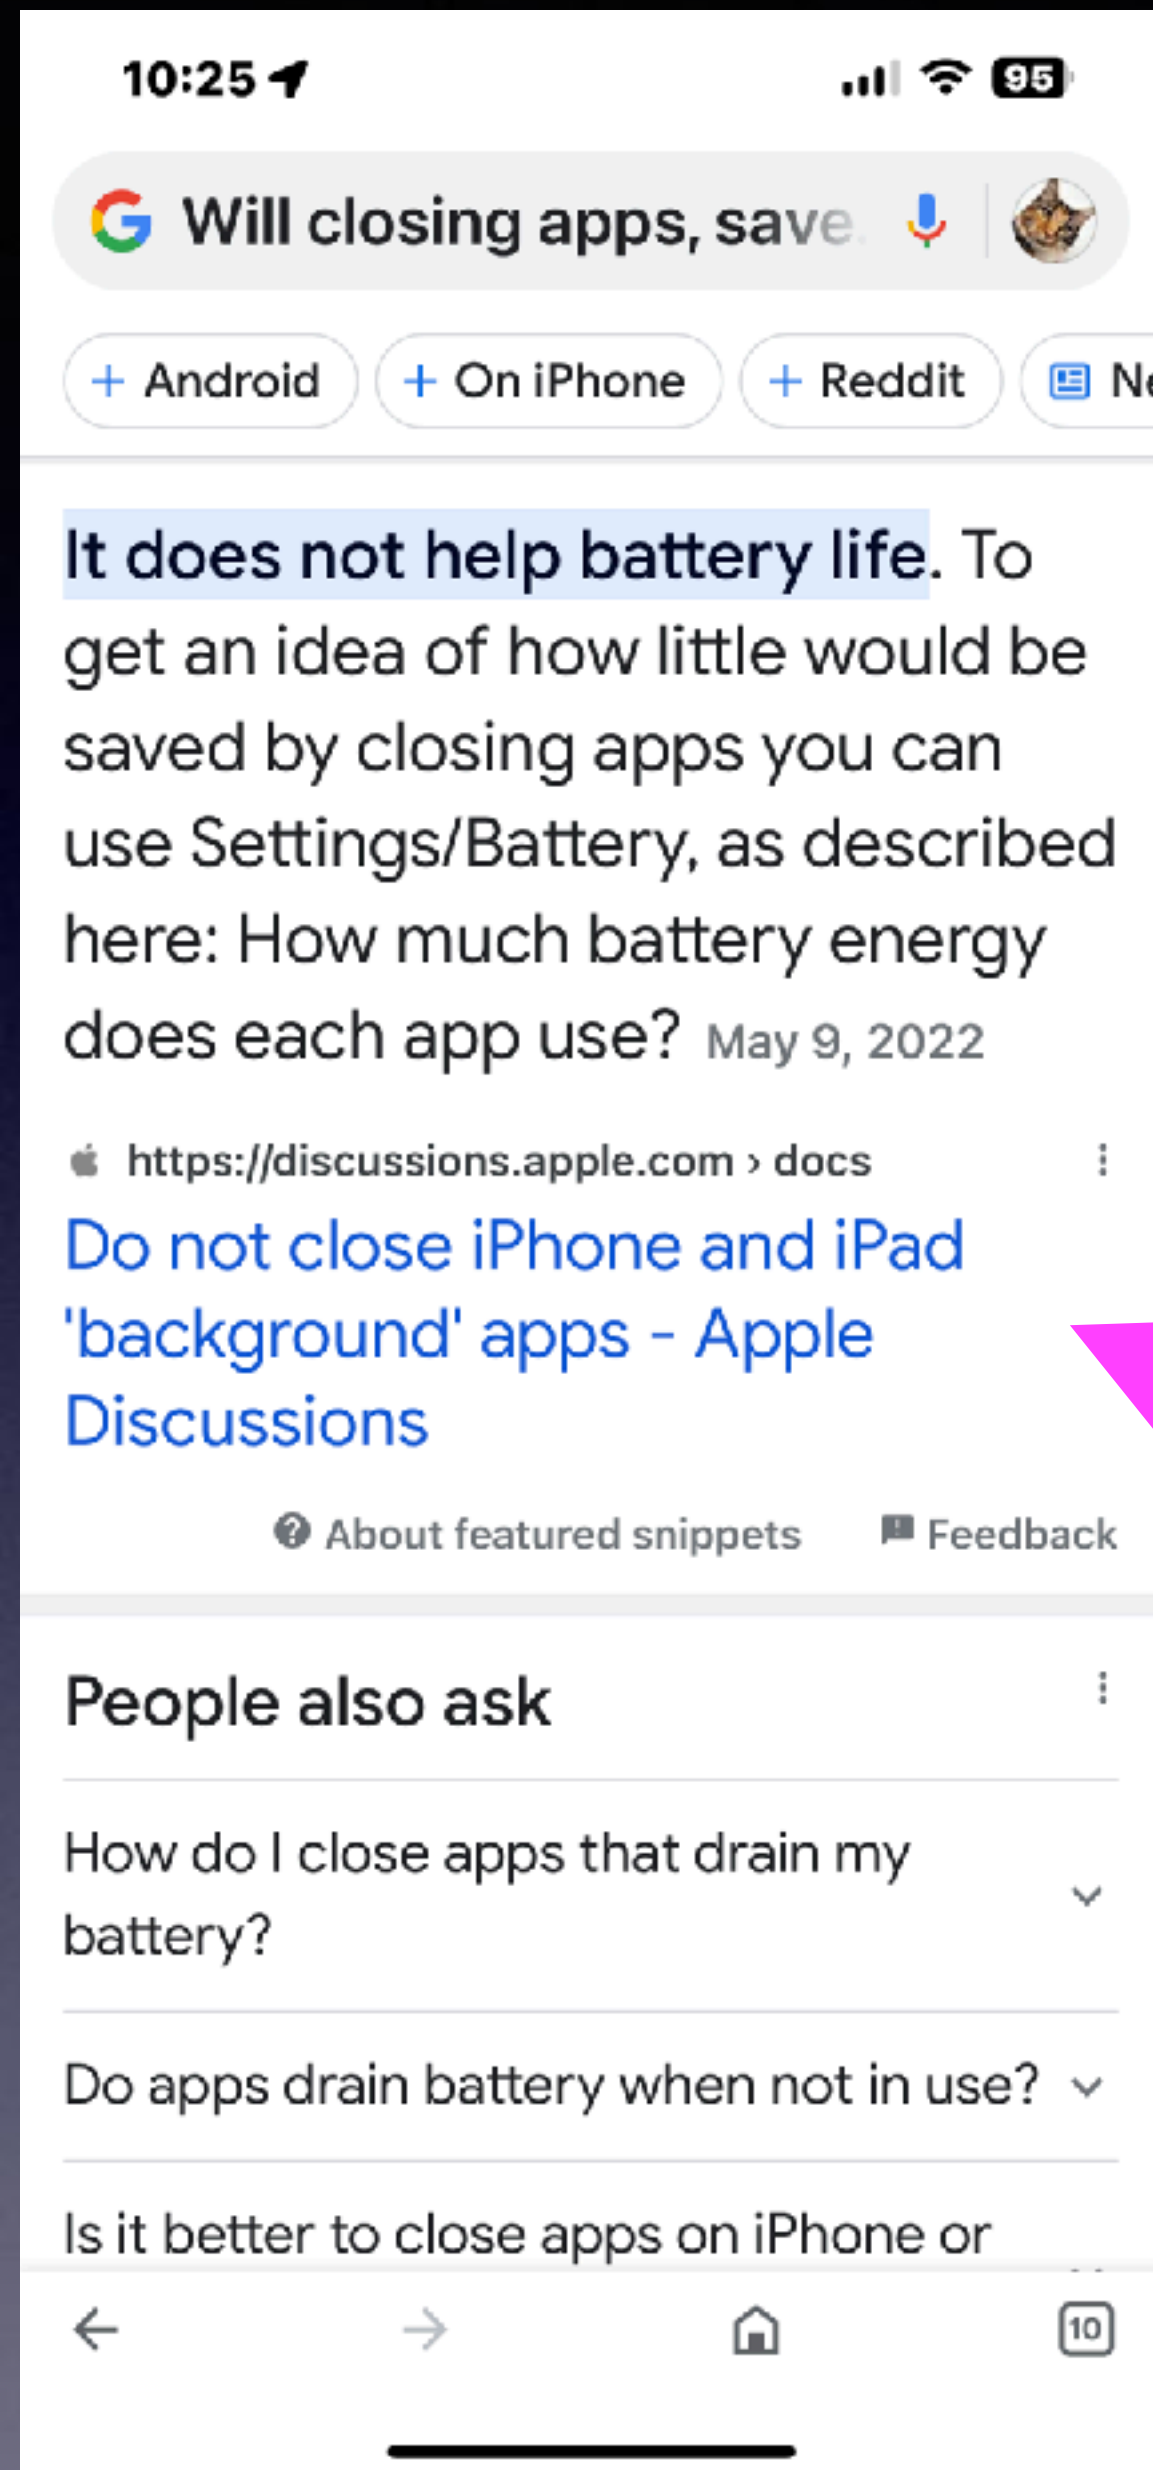 10:25
95
Will closing apps, save
+ Android
+ On iPhone
+ Reddit
It does not help battery life. To
get an idea of how little would be
saved by closing apps you can
use Settings/Battery, as described
here: How much battery energy
does each app use? May 9, 2022
https://discussions.apple.com › docs
Do not close iPhone and iPad
'background' apps - Apple
Discussions
About featured snippets
Feedback
People also ask
How do I close apps that drain my
battery?
Do apps drain battery when not in use?
Is it better to close apps on iPhone or
10